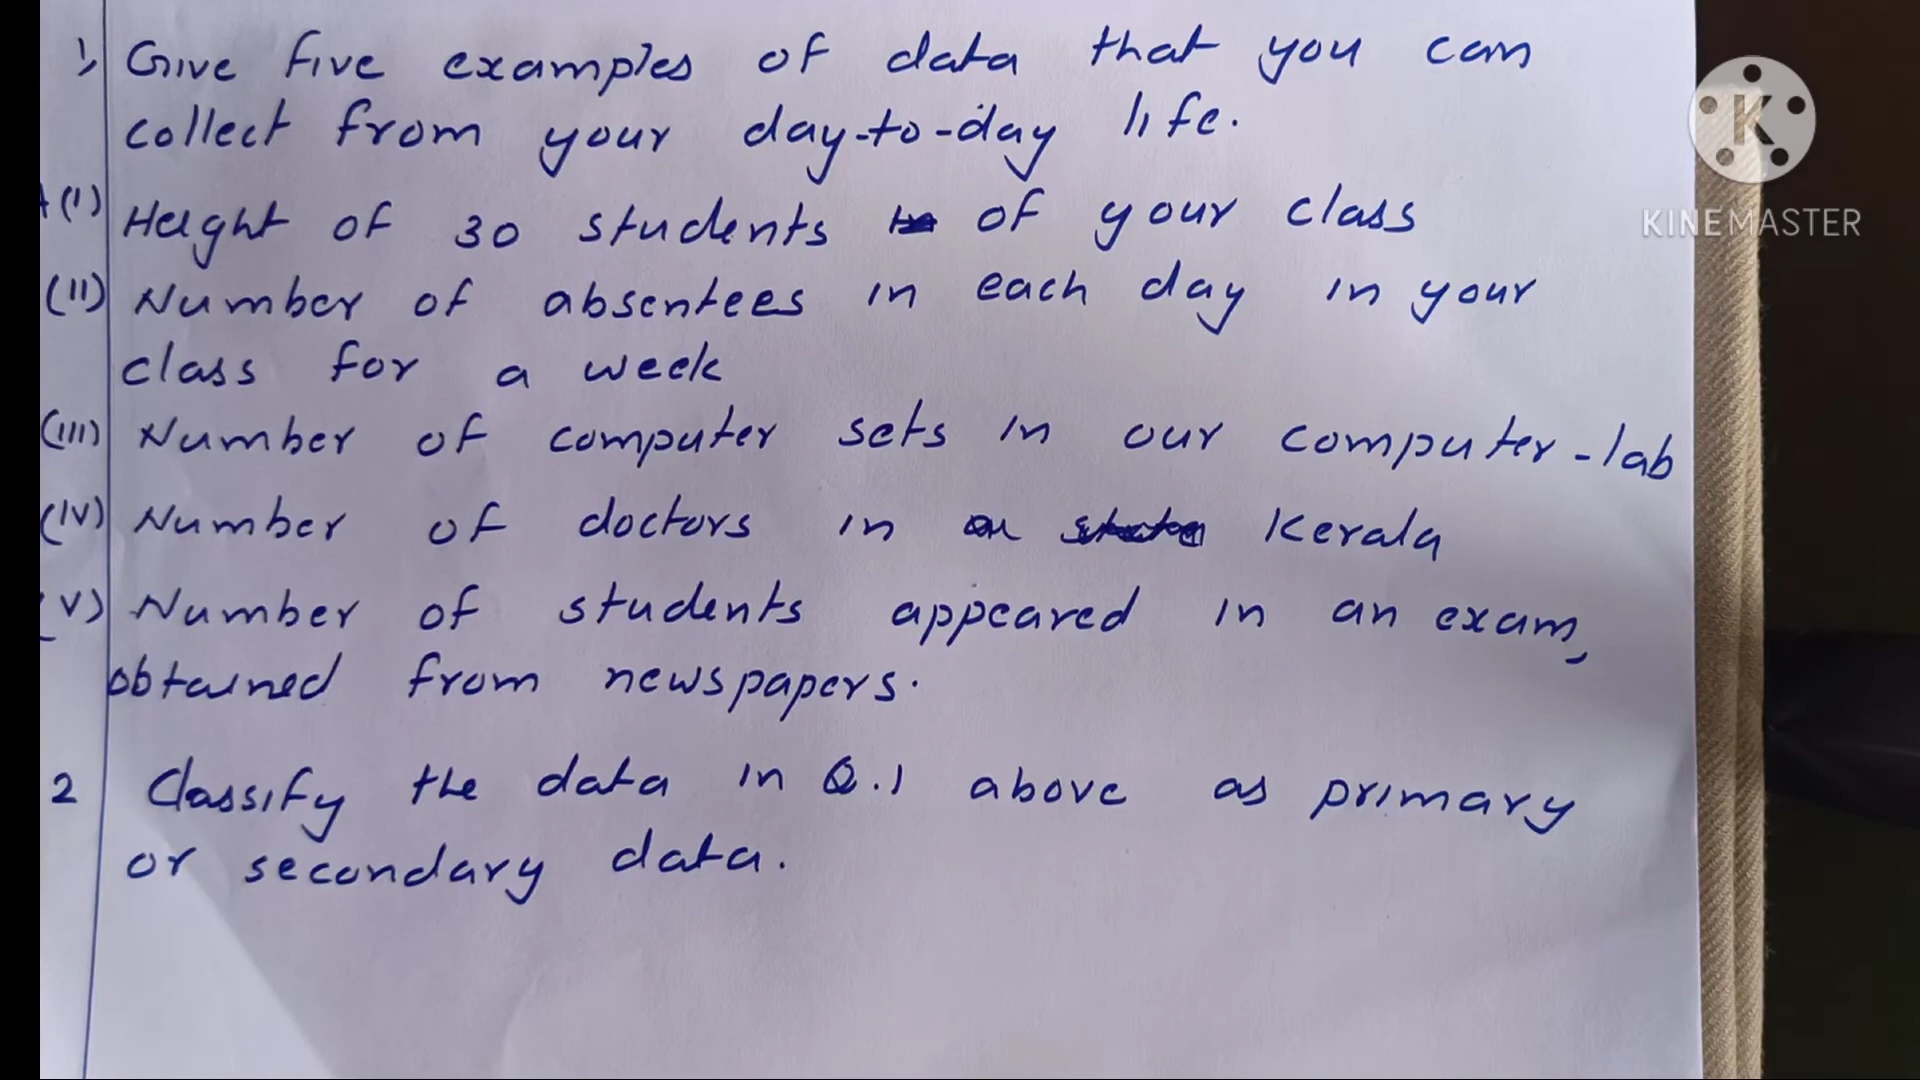 1) Give five examples of data that you can
collect from your day-to-day life.
A (i) Height of 30 students of your class
(ii) Number of absentees in each day in your
class for a week
(iii) Number of computer sets in our computer-lab
(iv) Number of doctors in Kerala
(v) Number of students appeared in an exam,
obtained from newspapers.
2 Classify the data in Q.1 above as primary
or secondary data.
K
KINEMASTER